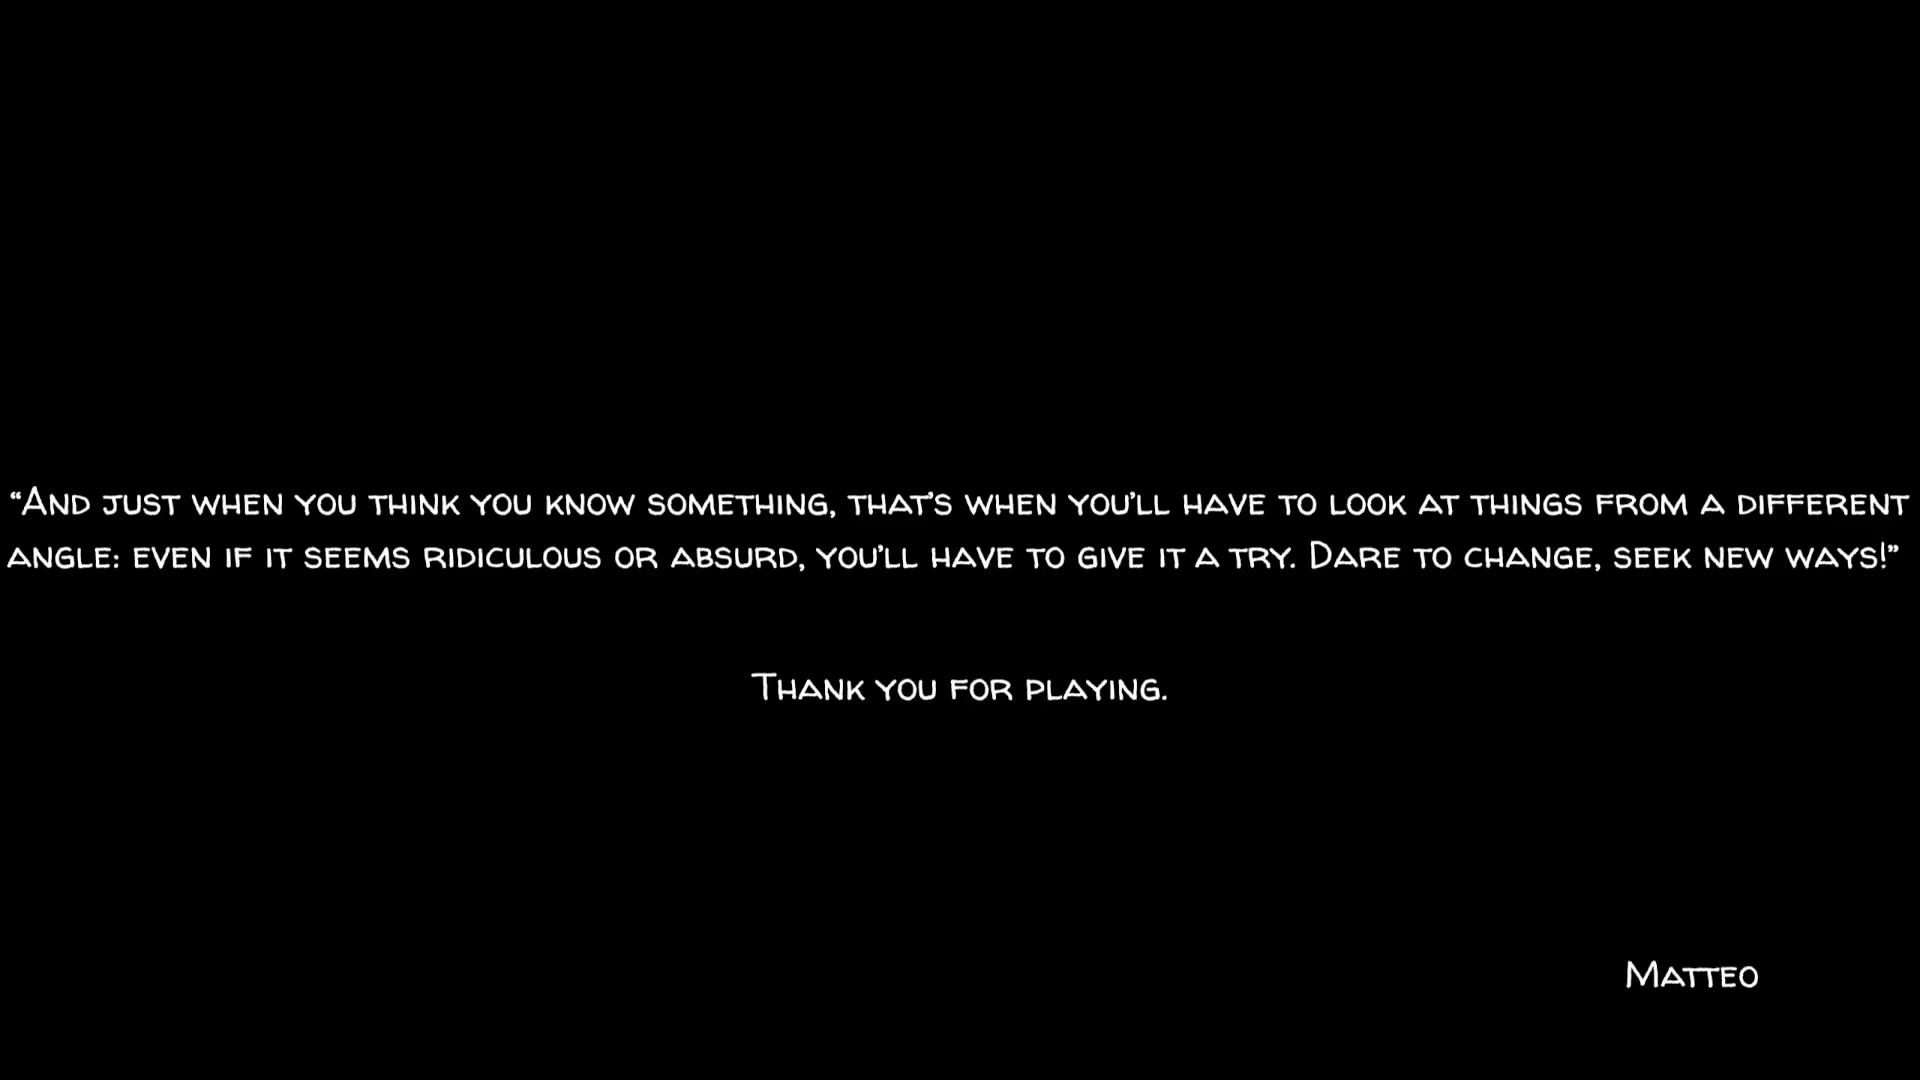 “And just when you think you know something, that’s when you’ll have to look at things from a different
angle: even if it seems ridiculous or absurd, you’ll have to give it a try. Dare to change, seek new ways!”
Thank you for playing.
Matteo